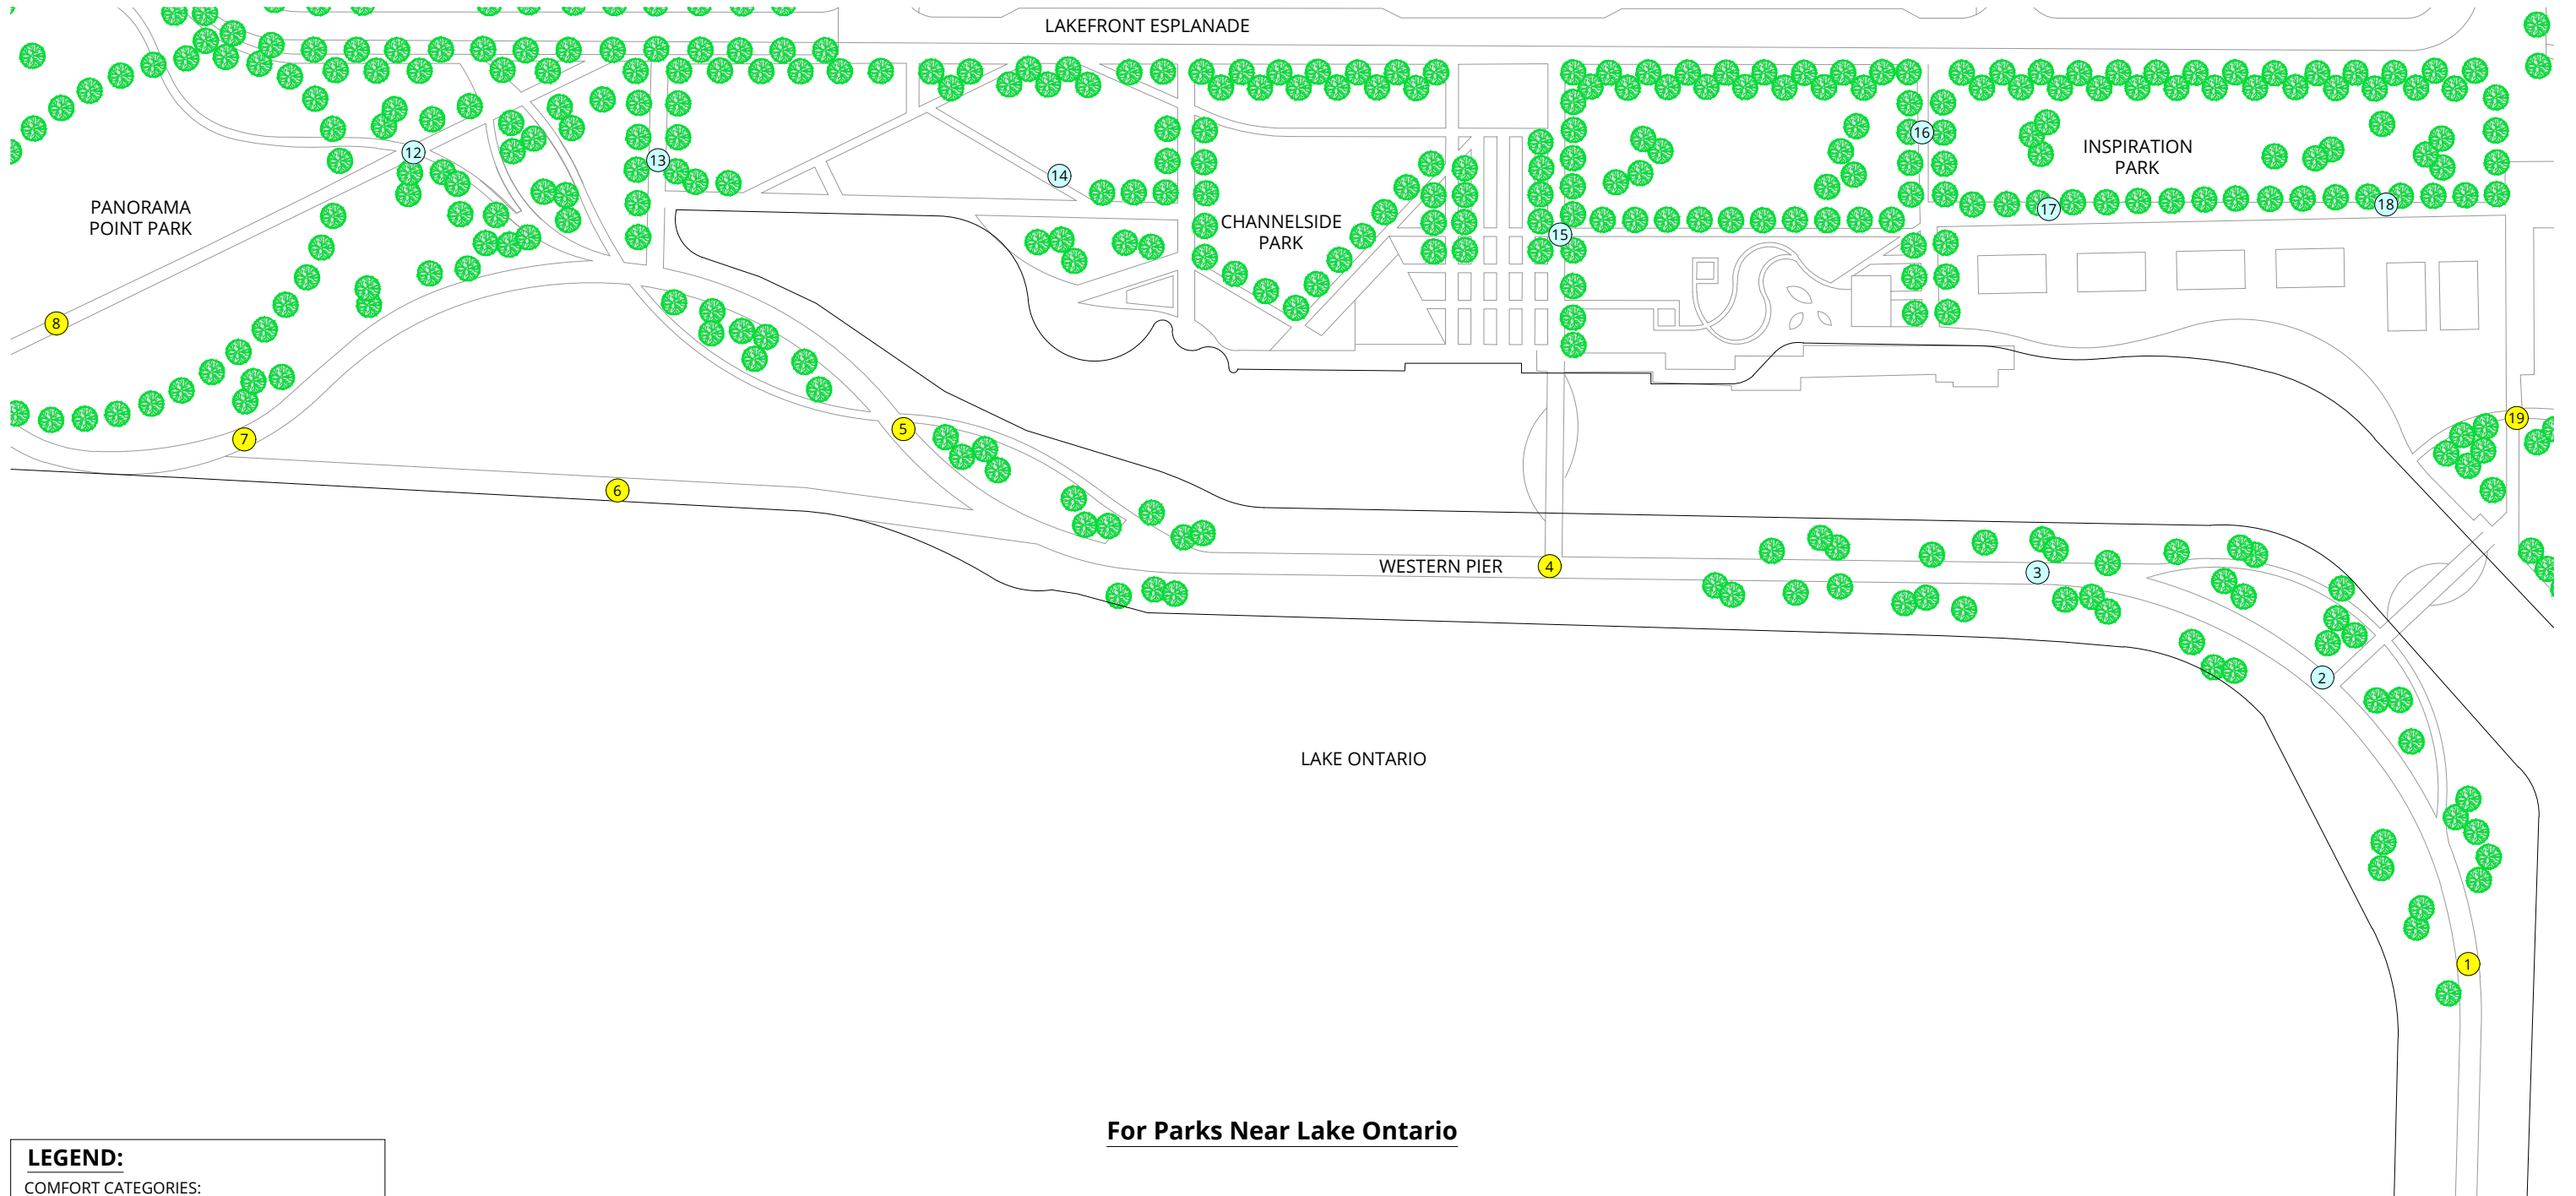 LAKEFRONT ESPLANADE
16
12
13
INSPIRATION
PARK
14
PANORAMA
POINT PARK
CHANNELSIDE
PARK
17
18
15
8
19
5
7
6
WESTERN PIER
4
3
2
LAKE ONTARIO
1
For Parks Near Lake Ontario
LEGEND:
COMFORT CATEGORIES: